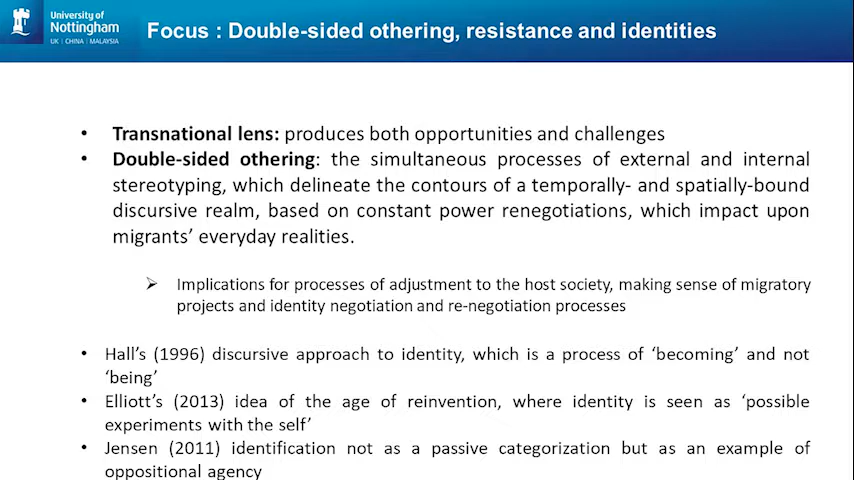 University of
Nottingham
UK | CHINA | MALAYSIA
Focus : Double-sided othering, resistance and identities
• Transnational lens: produces both opportunities and challenges
• Double-sided othering: the simultaneous processes of external and internal
stereotyping, which delineate the contours of a temporally- and spatially-bound
discursive realm, based on constant power renegotiations, which impact upon
migrants’ everyday realities.
➢ Implications for processes of adjustment to the host society, making sense of migratory
projects and identity negotiation and re-negotiation processes
• Hall’s (1996) discursive approach to identity, which is a process of ‘becoming’ and not
‘being’
• Elliott’s (2013) idea of the age of reinvention, where identity is seen as ‘possible
experiments with the self’
• Jensen (2011) identification not as a passive categorization but as an example of
oppositional agency